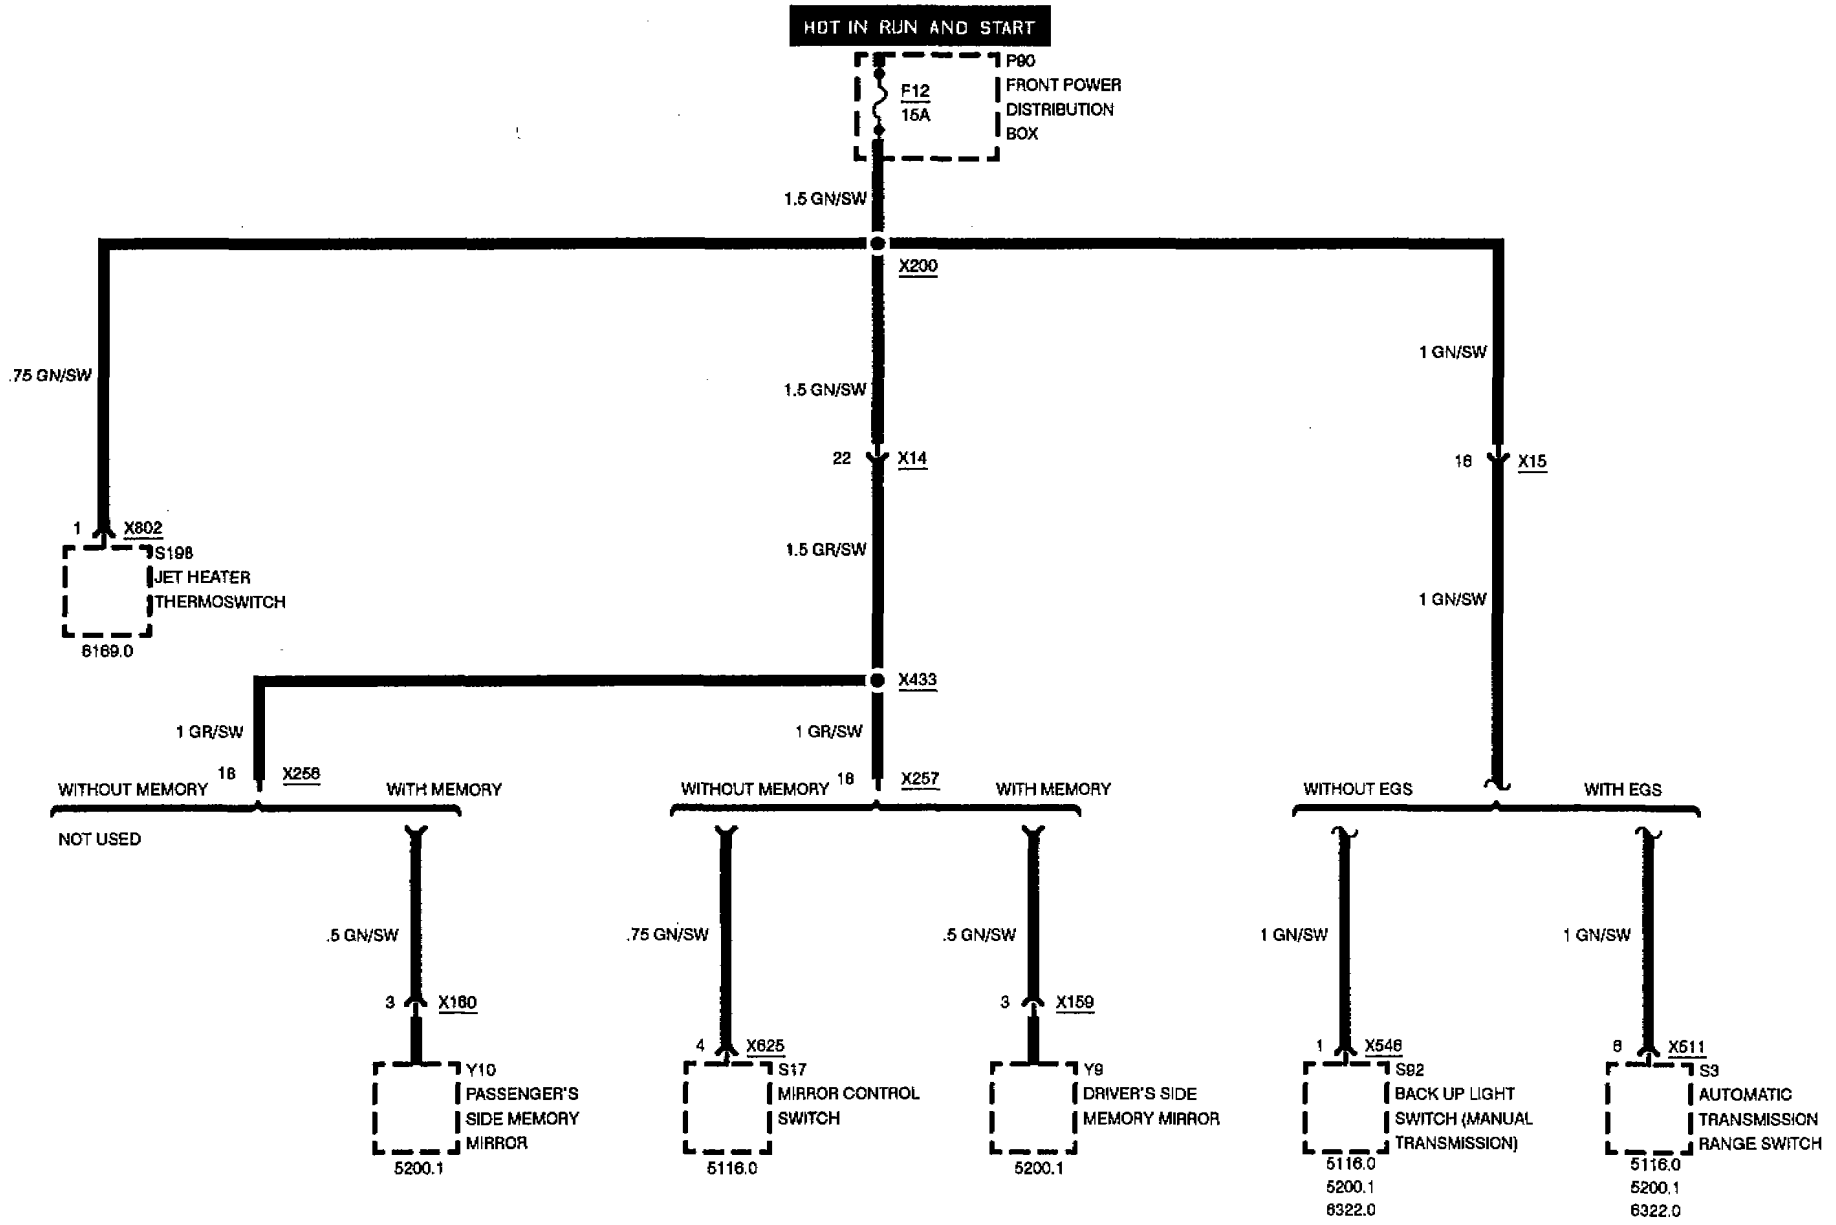 HOT IN RUN AND START
P90
FRONT POWER
DISTRIBUTION
BOX
F12
15A
1.5 GN/SW
X200
.75 GN/SW
1.5 GN/SW
1 GN/SW
22 X14
18 X15
1 X802
S198
JET HEATER
THERMOSWITCH
6169.0
1.5 GR/SW
1 GN/SW
X433
1 GR/SW
1 GR/SW
18 X258
WITHOUT MEMORY WITH MEMORY
NOT USED
18 X257
WITHOUT MEMORY WITH MEMORY
WITHOUT EGS WITH EGS
.5 GN/SW
.75 GN/SW
.5 GN/SW
1 GN/SW
1 GN/SW
3 X160
3 X159
4 X625
1 X546
8 X511
Y10
PASSENGER'S
SIDE MEMORY
MIRROR
5200.1
S17
MIRROR CONTROL
SWITCH
5116.0
Y9
DRIVER'S SIDE
MEMORY MIRROR
5200.1
S92
BACK UP LIGHT
SWITCH (MANUAL
TRANSMISSION)
5116.0
5200.1
6322.0
S3
AUTOMATIC
TRANSMISSION
RANGE SWITCH
5116.0
5200.1
6322.0